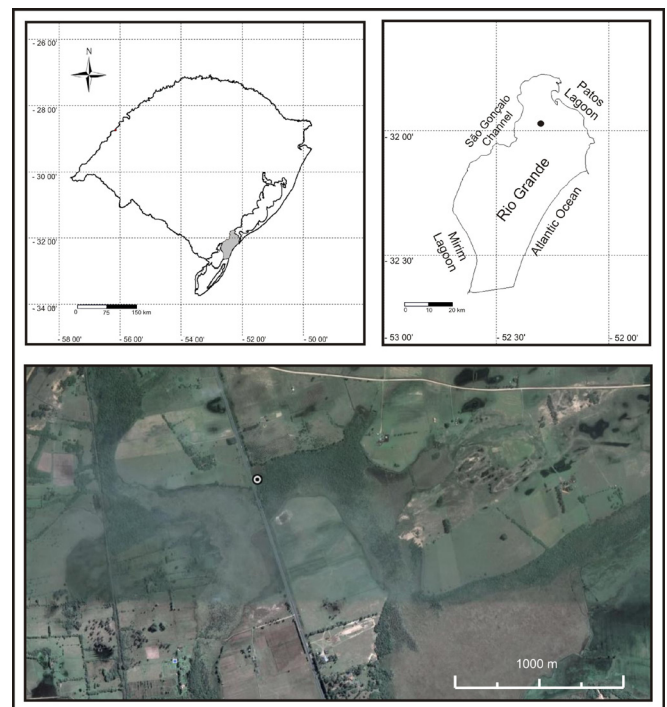 N
- 26 00'
- 28 00'
- 30 00'
- 32 00'
- 34 00'
0 75 150 km
- 58 00' - 56 00' - 54 00' - 52 00' - 50 00'
Patos
Lagoon
São Gonçalo
Channel
Rio Grande
Atlantic Ocean
Mirim
Lagoon
- 32 00'
- 32 30'
0 10 20 km
- 53 00' - 52 30' - 52 00'
1000 m